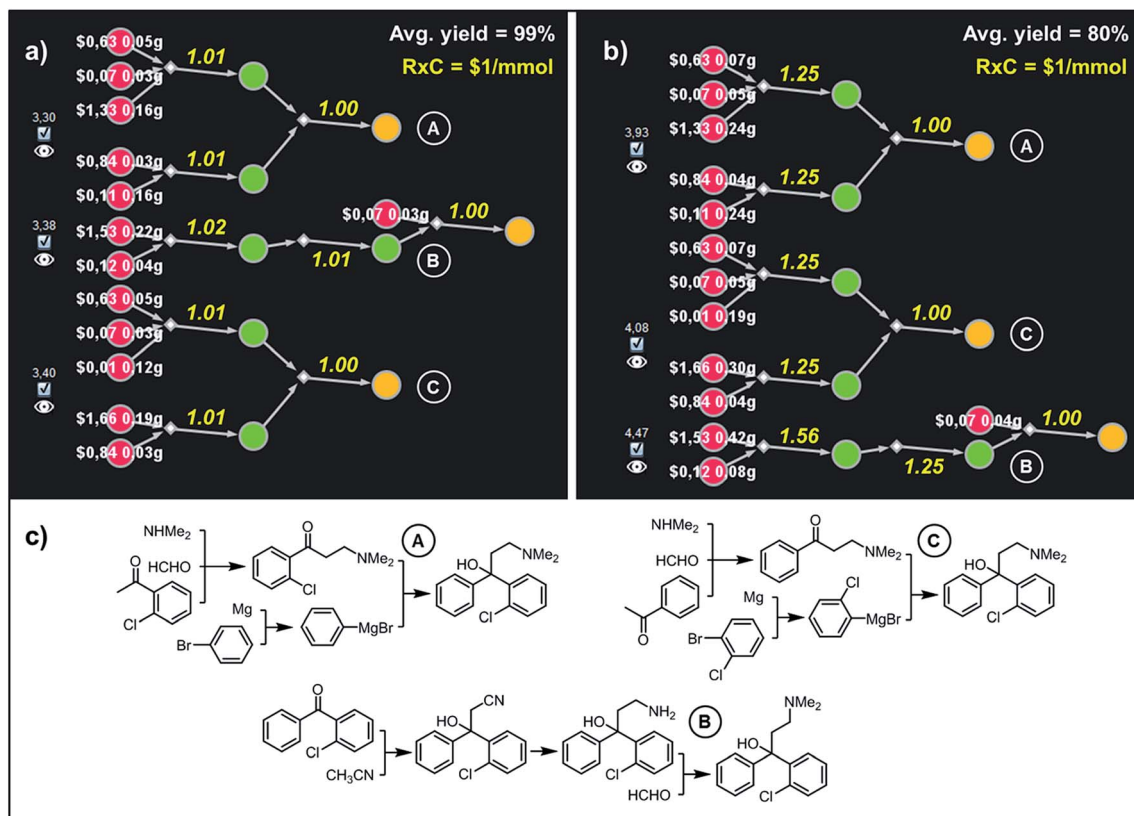 a)
Avg. yield = 99%
RxC = $1/mmol
$0,63 0,05g
$0,07 0,03g
$1,33 0,16g
1.01
1.00
A
3,30
$0,84 0,03g
$0,11 0,16g
1.01
3,38
$1,53 0,22g
$0,12 0,04g
1.02
1.01
$0,07 0,03g
1.00
B
$0,63 0,05g
$0,07 0,03g
$0,01 0,12g
1.01
1.00
C
3,40
$1,66 0,19g
$0,84 0,03g
1.01
b)
Avg. yield = 80%
RxC = $1/mmol
$0,63 0,07g
$0,07 0,05g
$1,33 0,24g
1.25
1.00
A
3,93
$0,84 0,04g
$0,11 0,24g
1.25
$0,63 0,07g
$0,07 0,05g
$0,01 0,19g
1.25
1.00
C
4,08
$1,66 0,30g
$0,84 0,04g
1.25
4,47
$1,53 0,42g
$0,12 0,08g
1.56
1.25
$0,07 0,04g
1.00
B
c)
NHMe2
HCHO
O
Cl
Mg
Br
O
NMe2
Cl
MgBr
A
HO
NMe2
Cl
NHMe2
HCHO
O
Mg
Br
Cl
O
NMe2
Cl
MgBr
C
HO
NMe2
Cl
O
Cl
CH3CN
CN
HO
Cl
NH2
HO
Cl
HCHO
B
NMe2
HO
Cl